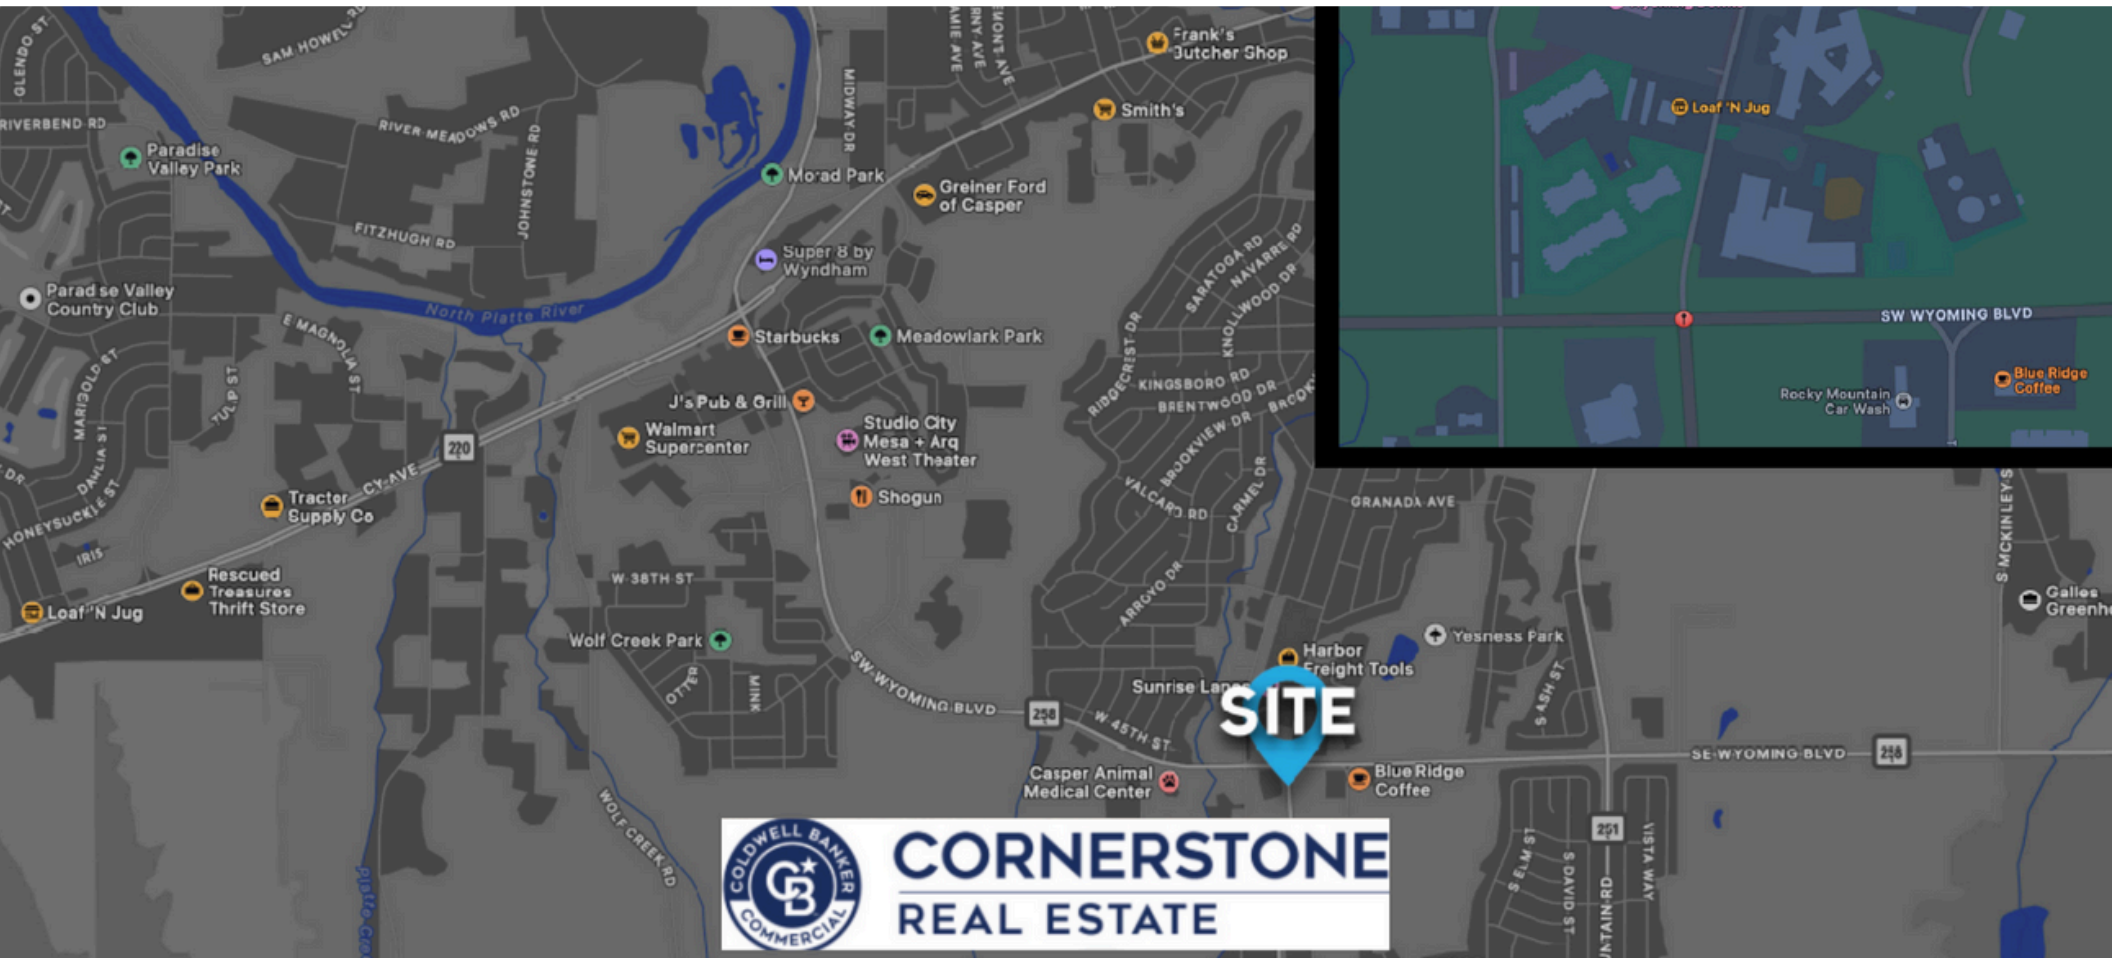 GLENDO ST
SAM HOWELL RD
RIVERBEND RD
RIVER MEADOWS RD
JOHNSTONE RD
FITZHUGH RD
MIDWAY DR
Frank's
Butcher Shop
Smith's
Paradise
Valley Park
Morad Park
Greiner Ford
of Casper
Super 8 by
Wyndham
Paradise Valley
Country Club
North Platte River
E MAGNOLIA ST
Starbucks
Meadowlark Park
SARATOGA RD
NAVARRE RD
KNOLLWOOD DR
RIDGECREST DR
KINGSBORO RD
BRENTWOOD DR
BROOKVIEW DR
MARIGOLD ST
TULIP ST
DAHLIA ST
HONEYSUCKLE ST
IRIS
J's Pub & Grill
Walmart
Supercenter
Studio City
Mesa + Arq
West Theater
Shogun
220
CY AVE
Tractor
Supply Co
Rescued
Treasures
Thrift Store
Loaf 'N Jug
VALCARO RD
CARMEL DR
ARROYO DR
GRANADA AVE
W 38TH ST
Wolf Creek Park
OTTER
MINK
SW WYOMING BLVD
258
W 45TH ST
Harbor
Freight Tools
Yesness Park
Sunrise Lanes
SITE
S ASH ST
S MCKINLEY S
Galles
Greenho
SE WYOMING BLVD
258
Casper Animal
Medical Center
Blue Ridge
Coffee
WOLF CREEK RD
251
S ELM ST
S DAVID ST
VISTA WAY
UNTAIN RD
Loaf 'N Jug
SW WYOMING BLVD
Rocky Mountain
Car Wash
Blue Ridge
Coffee
COLDWELL BANKER
CB
COMMERCIAL
CORNERSTONE
REAL ESTATE